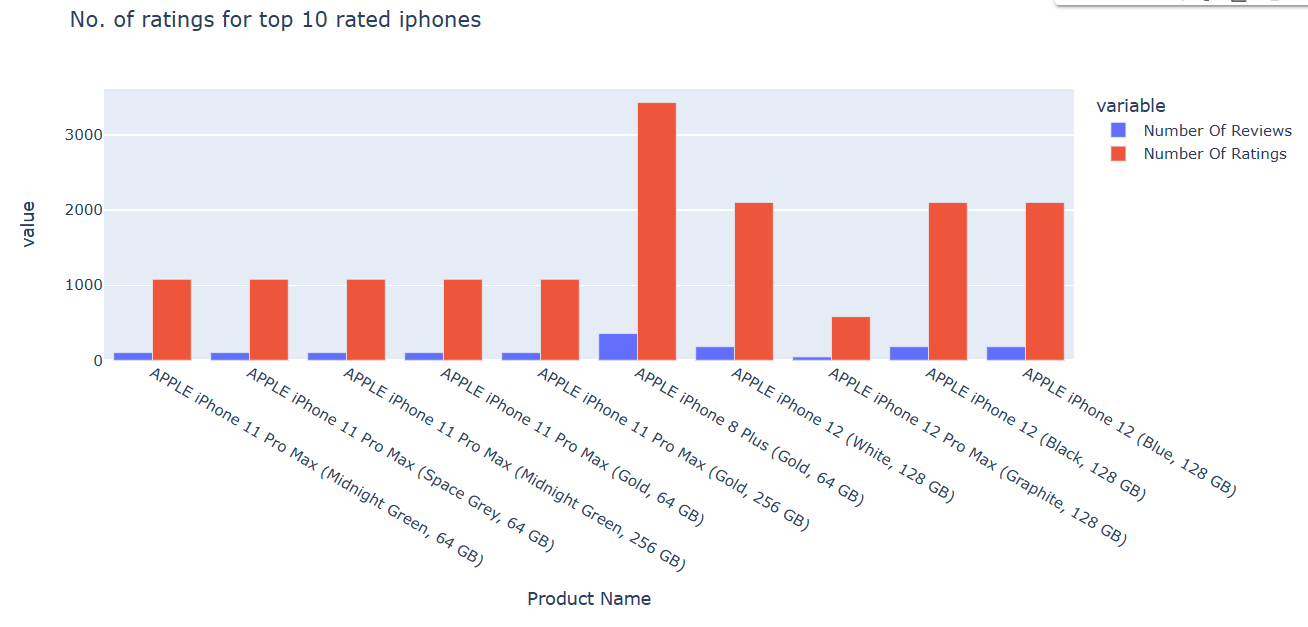 No. of ratings for top 10 rated iphones
variable
Number Of Reviews
Number Of Ratings
value
3000
2000
1000
0
APPLE iPhone 11 Pro Max (Midnight Green, 64 GB)
APPLE iPhone 11 Pro Max (Space Grey, 64 GB)
APPLE iPhone 11 Pro Max (Midnight Green, 256 GB)
APPLE iPhone 11 Pro Max (Gold, 64 GB)
APPLE iPhone 11 Pro Max (Gold, 256 GB)
APPLE iPhone 8 Plus (Gold, 64 GB)
APPLE iPhone 12 (White, 128 GB)
APPLE iPhone 12 Pro Max (Graphite, 128 GB)
APPLE iPhone 12 (Black, 128 GB)
APPLE iPhone 12 (Blue, 128 GB)
Product Name